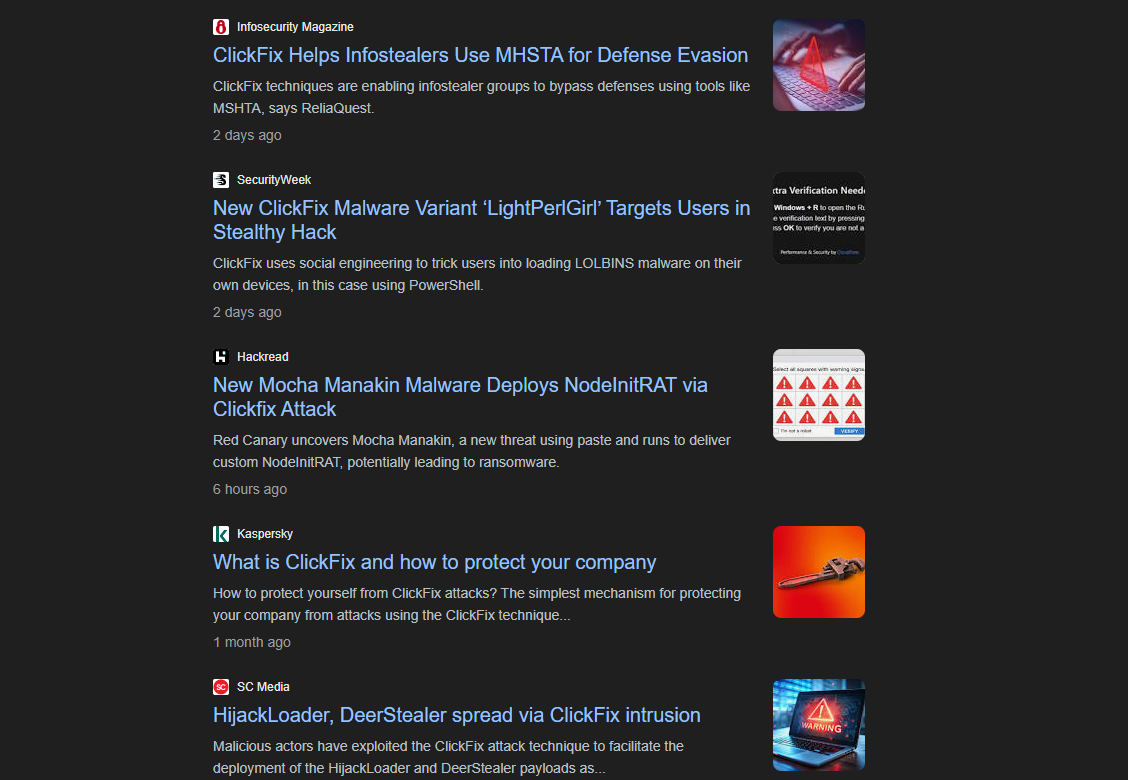 Infosecurity Magazine
ClickFix Helps Infostealers Use MHSTA for Defense Evasion
ClickFix techniques are enabling infostealer groups to bypass defenses using tools like
MSHTA, says ReliaQuest.
2 days ago
SecurityWeek
New ClickFix Malware Variant ‘LightPerlGirl’ Targets Users in
Stealthy Hack
ClickFix uses social engineering to trick users into loading LOLBINS malware on their
own devices, in this case using PowerShell.
2 days ago
xtra Verification Neede
Windows + R to open the Ru
e verification text by pressing
ss OK to verify you are not a
Performance & Security by Cloudflare
Hackread
New Mocha Manakin Malware Deploys NodeInitRAT via
Clickfix Attack
Red Canary uncovers Mocha Manakin, a new threat using paste and runs to deliver
custom NodeInitRAT, potentially leading to ransomware.
6 hours ago
Select all squares with warning signs
I'm not a robot
VERIFY
Kaspersky
What is ClickFix and how to protect your company
How to protect yourself from ClickFix attacks? The simplest mechanism for protecting
your company from attacks using the ClickFix technique...
1 month ago
SC
SC Media
HijackLoader, DeerStealer spread via ClickFix intrusion
Malicious actors have exploited the ClickFix attack technique to facilitate the
deployment of the HijackLoader and DeerStealer payloads as...
WARNING